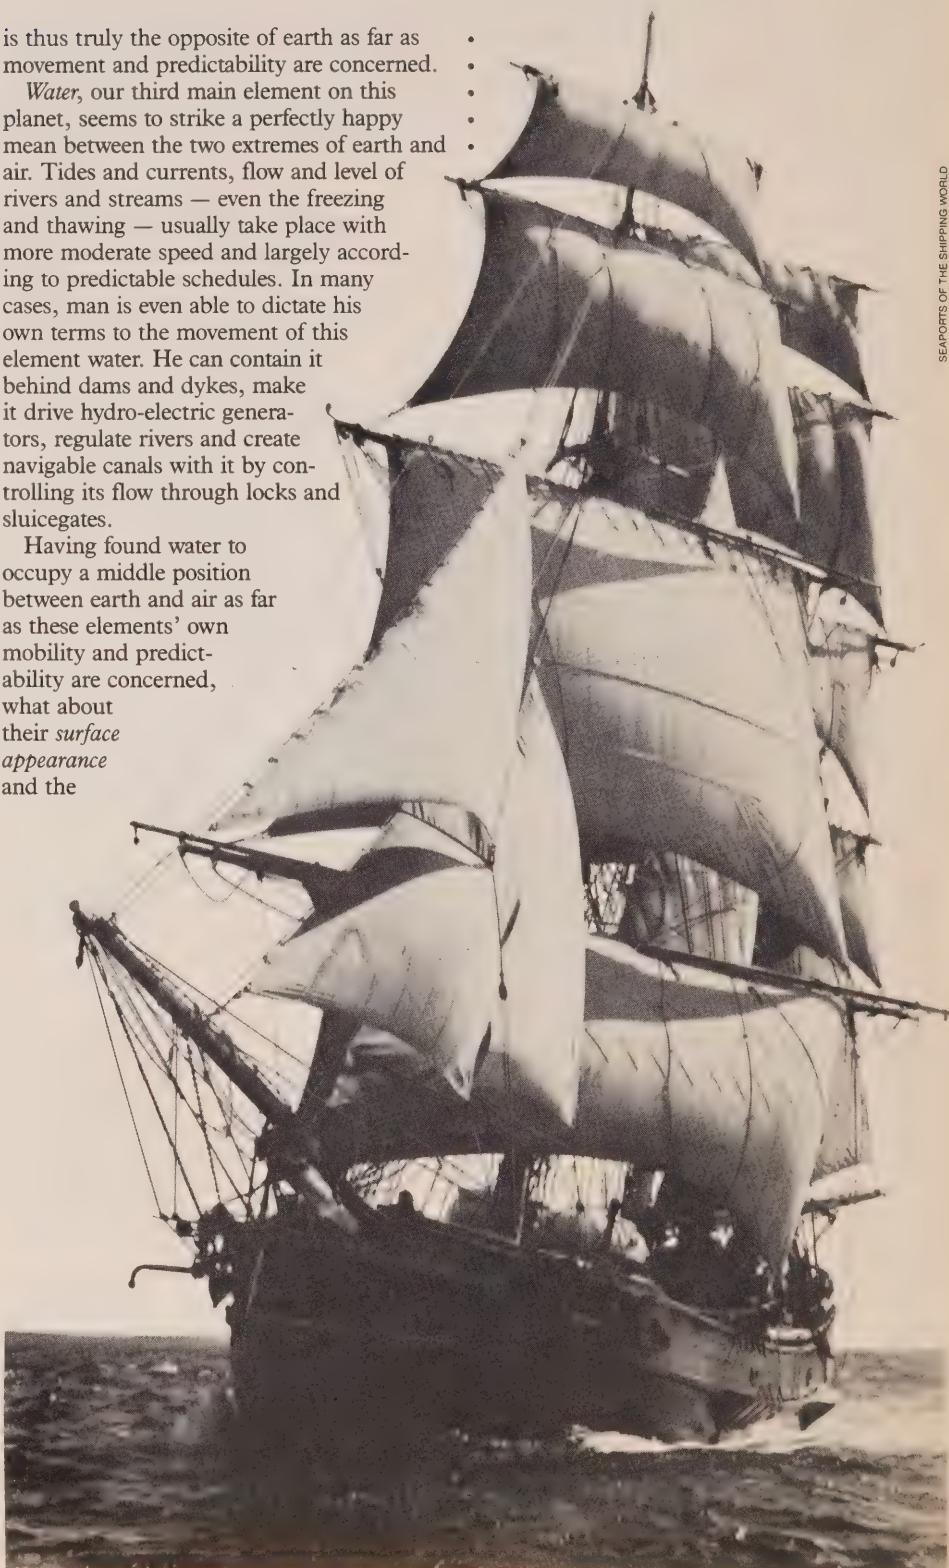 is thus truly the opposite of earth as far as
movement and predictability are concerned.
Water, our third main element on this
planet, seems to strike a perfectly happy
mean between the two extremes of earth and
air. Tides and currents, flow and level of
rivers and streams — even the freezing
and thawing — usually take place with
more moderate speed and largely accord-
ing to predictable schedules. In many
cases, man is even able to dictate his
own terms to the movement of this
element water. He can contain it
behind dams and dykes, make
it drive hydro-electric genera-
tors, regulate rivers and create
navigable canals with it by con-
trolling its flow through locks and
sluicegates.
Having found water to
occupy a middle position
between earth and air as far
as these elements' own
mobility and predict-
ability are concerned,
what about
their surface
appearance
and the
SEAPORTS OF THE SHIPPING WORLD